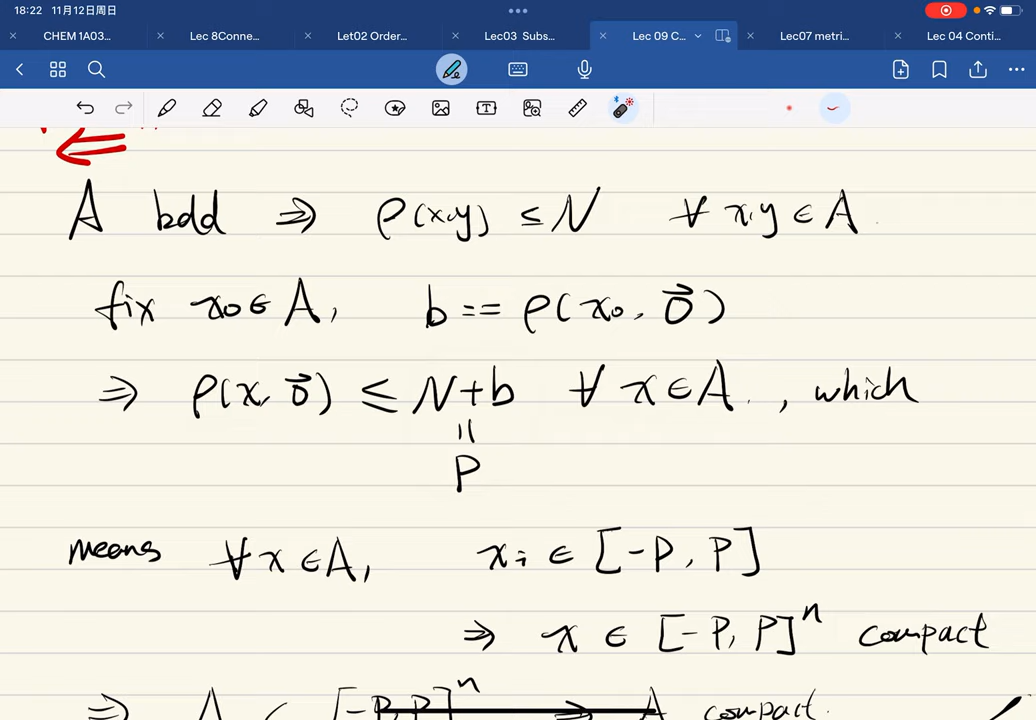 18:22 11月12日周日
CHEM 1A03... Lec 8Conne... Let02 Order... Lec03 Subs... Lec 09 C... Lec07 metri... Lec 04 Conti...
A bdd ⇒ ρ(x,y) ≤ N ∀ x,y ∈ A.
fix x₀ ∈ A, b == ρ(x₀, 0⃗)
⇒ ρ(x, 0⃗) ≤ N+b ∀ x ∈ A., which
||
P
means ∀ x ∈ A, xᵢ ∈ [-P, P]
⇒ x ∈ [-P, P]ⁿ compact
⇒ A ⊂ [-P,P]ⁿ ⇒ A compact.